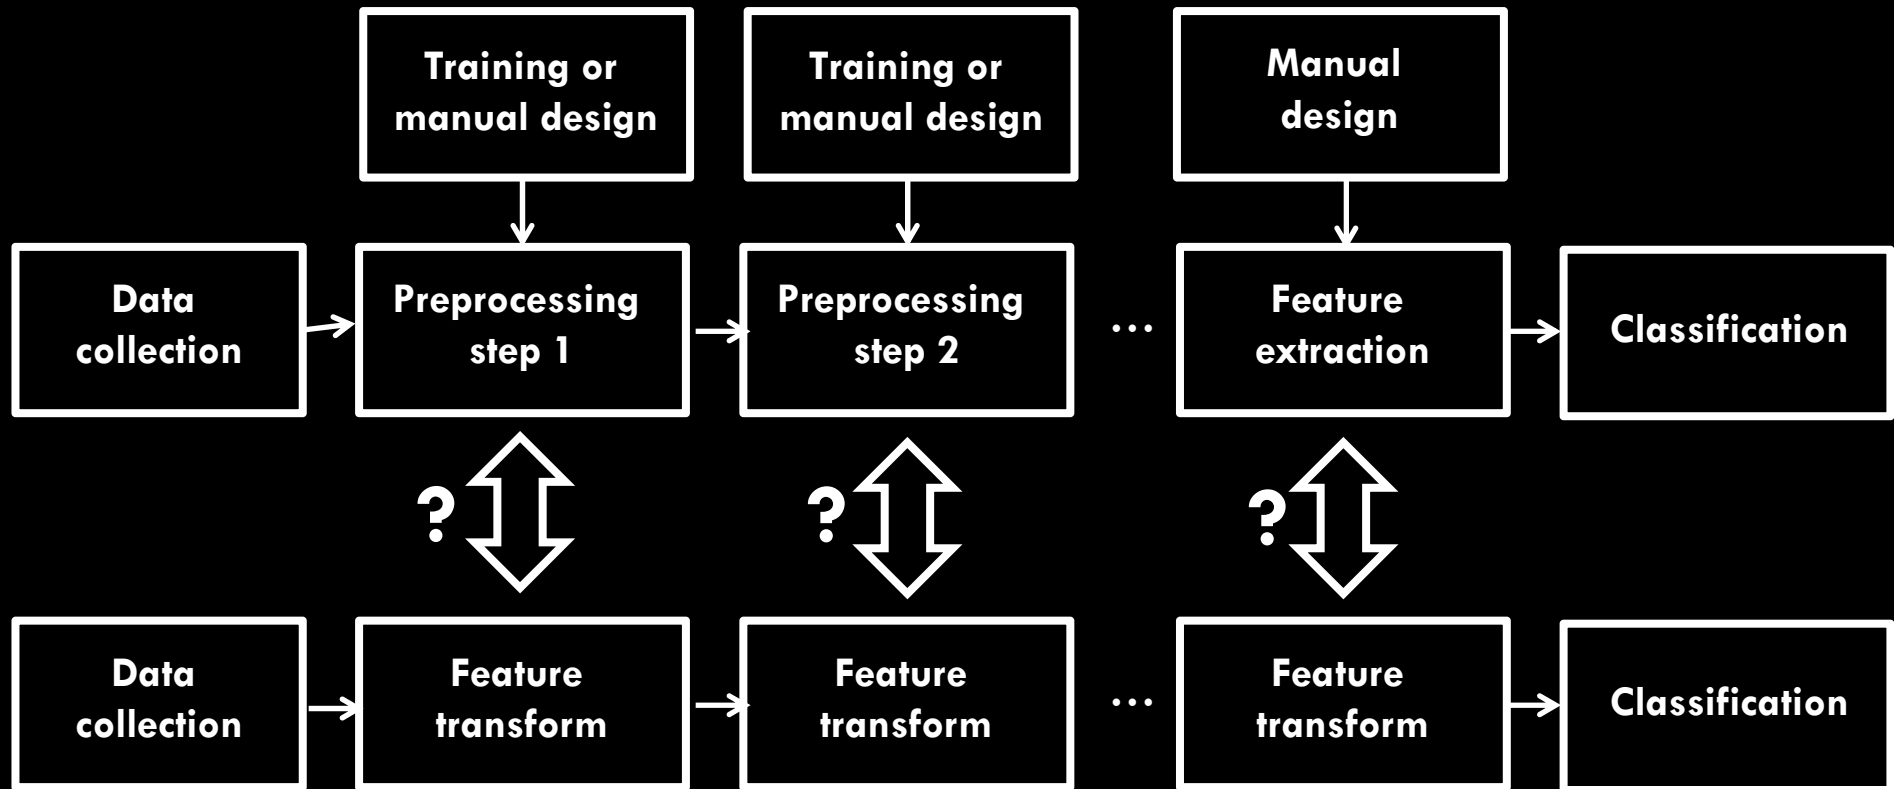 Training or
manual design
Training or
manual design
Manual
design
Data
collection
Preprocessing
step 1
Preprocessing
step 2
...
Feature
extraction
Classification
?
?
?
Data
collection
Feature
transform
Feature
transform
...
Feature
transform
Classification